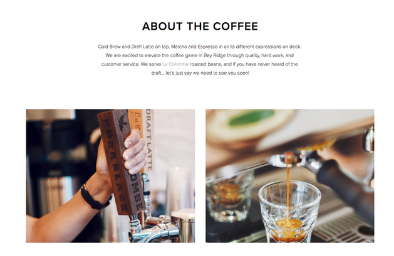 ABOUT THE COFFEE
Cold Brew and Draft Latte on tap, Matcha and Espresso in all its different expressions on deck.
We are excited to elevate the coffee game in Bay Ridge through quality, hard work, and
customer service. We serve La Colombe roasted beans, and if you have never heard of the
draft... let's just say we need to see you soon!
DRAFT LATTE